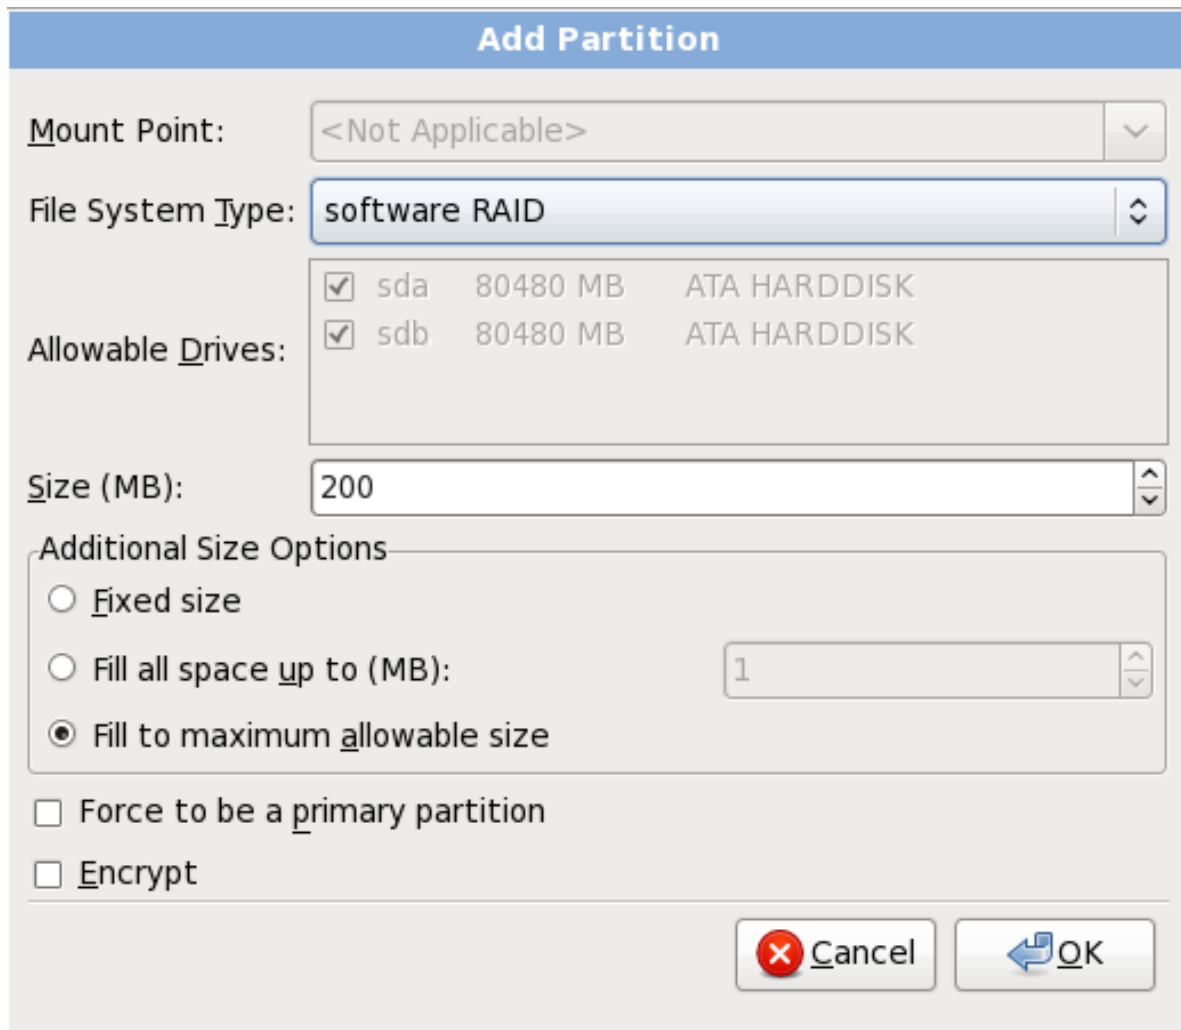 Add Partition
Mount Point: <Not Applicable>
File System Type: software RAID
sda 80480 MB ATA HARDDISK
sdb 80480 MB ATA HARDDISK
Allowable Drives:
Size (MB): 200
Additional Size Options
Fixed size
Fill all space up to (MB): 1
Fill to maximum allowable size
Force to be a primary partition
Encrypt
Cancel OK